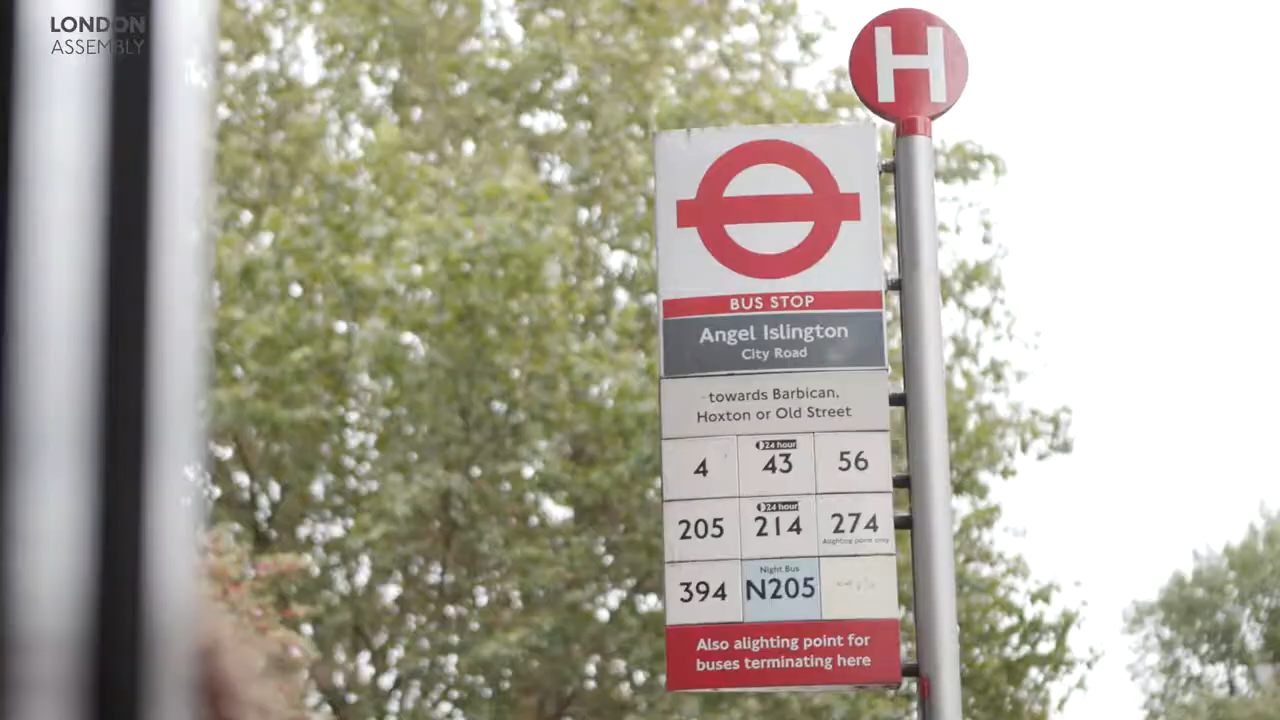 LONDON
ASSEMBLY
H
BUS STOP
Angel Islington
City Road
towards Barbican,
Hoxton or Old Street
4
24 hour
43
56
205
24 hour
214
274
Alighting point only
394
Night Bus
N205
Also alighting point for
buses terminating here